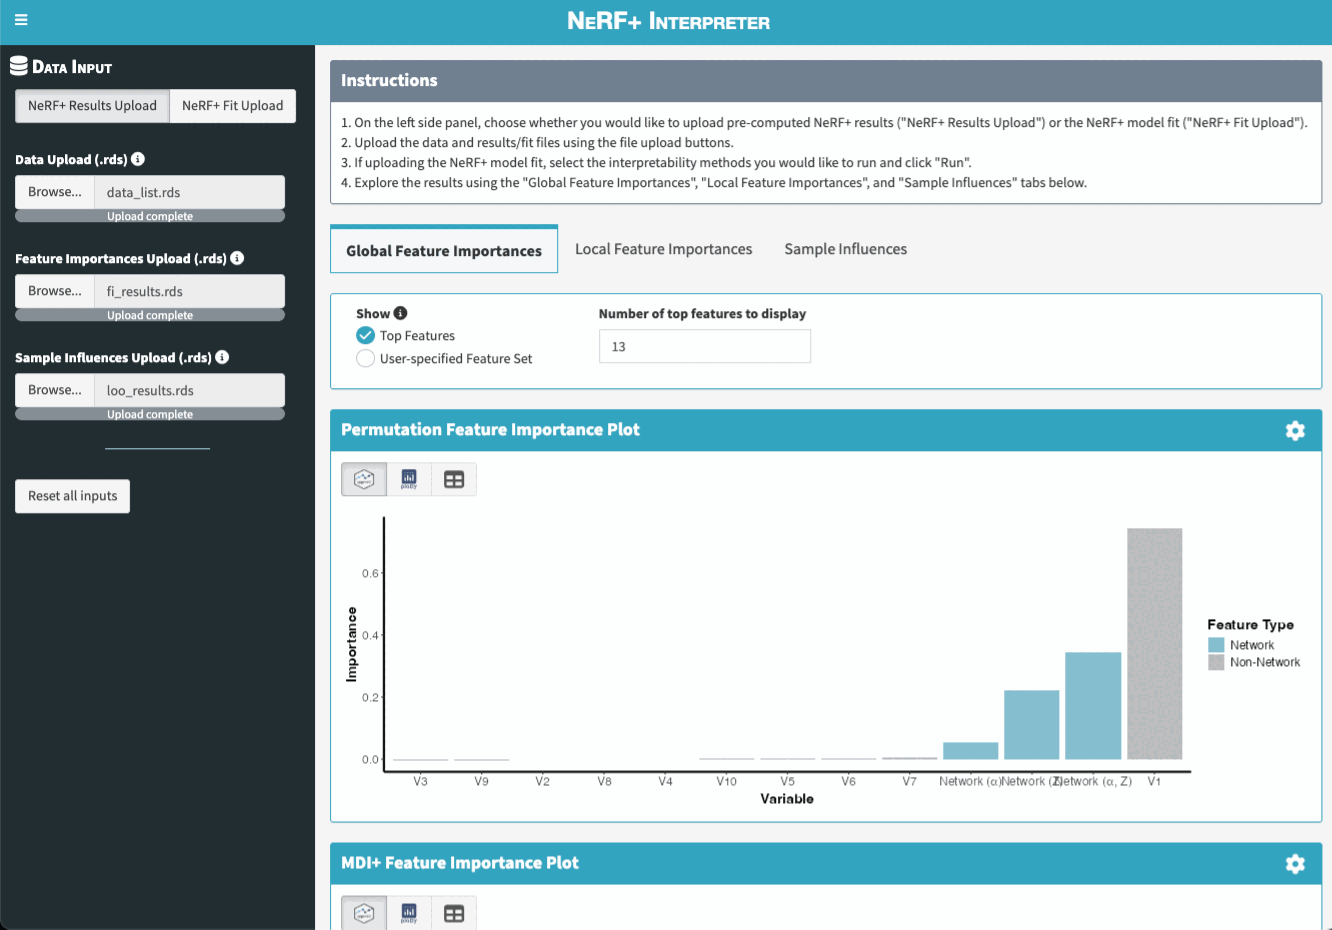 NeRF+ Interpreter
Data Input
NeRF+ Results Upload
NeRF+ Fit Upload
Data Upload (.rds)
Browse... data_list.rds
Upload complete
Feature Importances Upload (.rds)
Browse... fi_results.rds
Upload complete
Sample Influences Upload (.rds)
Browse... loo_results.rds
Upload complete
Reset all inputs
Instructions
1. On the left side panel, choose whether you would like to upload pre-computed NeRF+ results ("NeRF+ Results Upload") or the NeRF+ model fit ("NeRF+ Fit Upload").
2. Upload the data and results/fit files using the file upload buttons.
3. If uploading the NeRF+ model fit, select the interpretability methods you would like to run and click "Run".
4. Explore the results using the "Global Feature Importances", "Local Feature Importances", and "Sample Influences" tabs below.
Global Feature Importances
Local Feature Importances
Sample Influences
Show
Top Features
User-specified Feature Set
Number of top features to display
13
Permutation Feature Importance Plot
plotly
Importance
0.6
0.4
0.2
0.0
V3 V9 V2 V8 V4 V10 V5 V6 V7 Network (α) Network (Z) Network (α, Z) V1
Variable
Feature Type
Network
Non-Network
MDI+ Feature Importance Plot
plotly